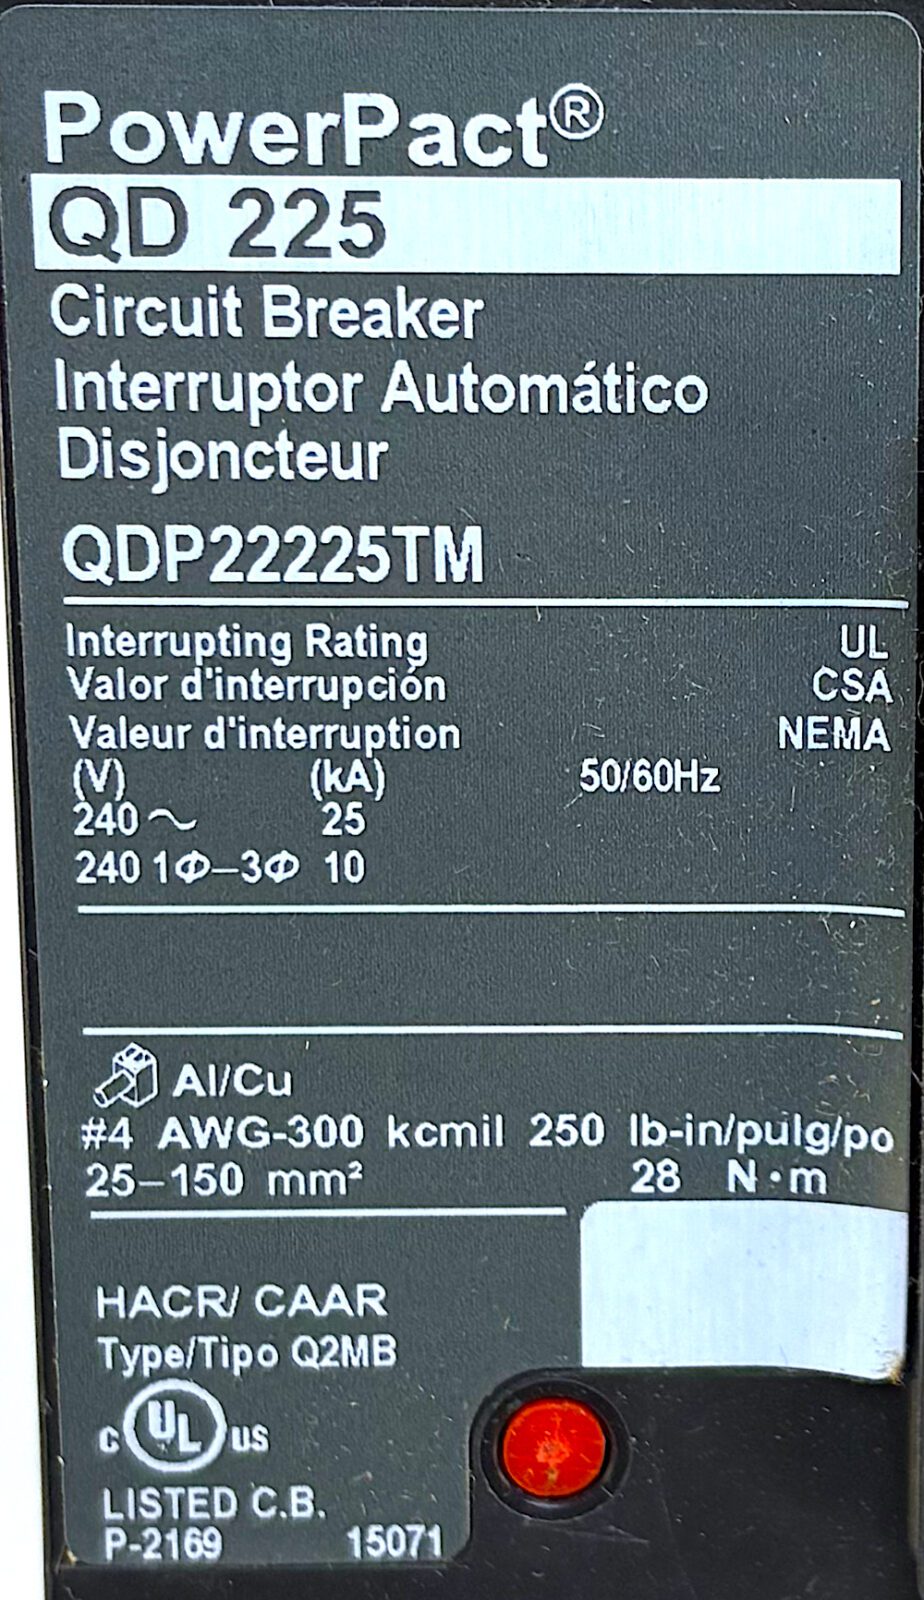 PowerPact®
QD 225
Circuit Breaker
Interruptor Automático
Disjoncteur
QDP22225TM
Interrupting Rating UL
Valor d'interrupción CSA
Valeur d'interruption NEMA
(V) (kA) 50/60Hz
240 ~ 25
240 1Φ–3Φ 10
Al/Cu
#4 AWG-300 kcmil 250 lb-in/pulg/po
25–150 mm² 28 N·m
HACR/ CAAR
Type/Tipo Q2MB
c UL us
LISTED C.B.
P-2169 15071